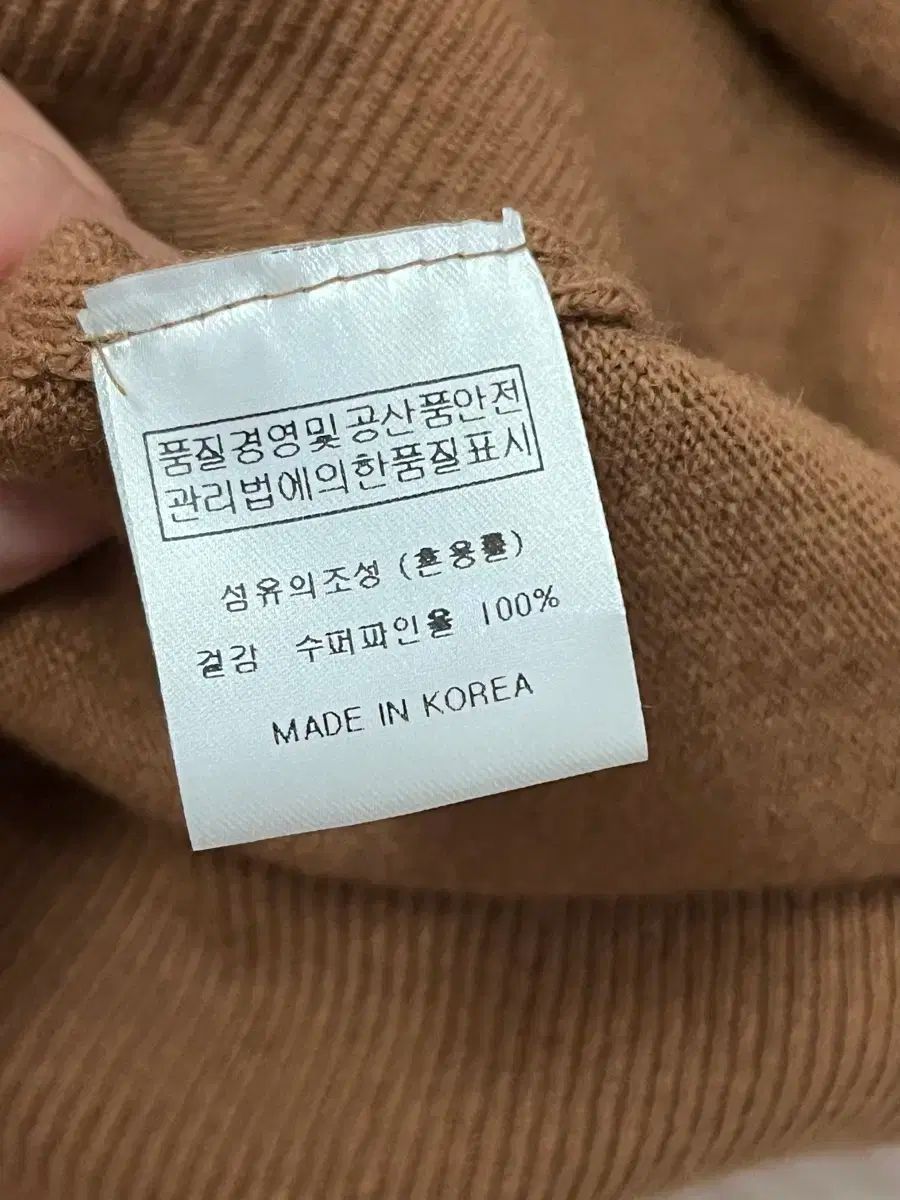 품질경영및공산품안전
관리법에의한품질표시
섬유의조성 (혼용률)
겉감 수퍼파인울 100%
MADE IN KOREA